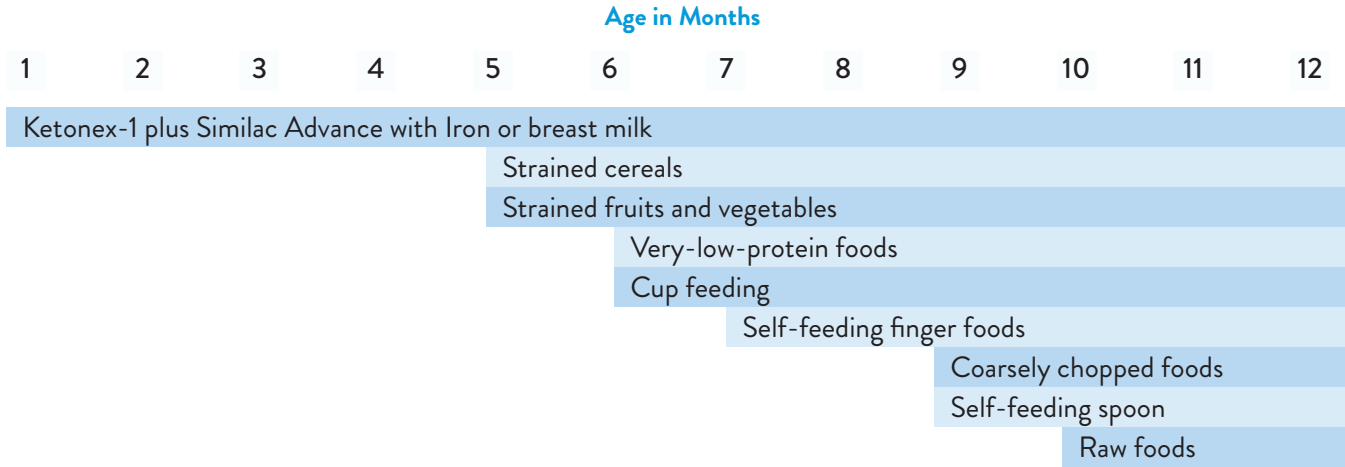 Age in Months
1 2 3 4 5 6 7 8 9 10 11 12
Ketonex-1 plus Similac Advance with Iron or breast milk
Strained cereals
Strained fruits and vegetables
Very-low-protein foods
Cup feeding
Self-feeding finger foods
Coarsely chopped foods
Self-feeding spoon
Raw foods